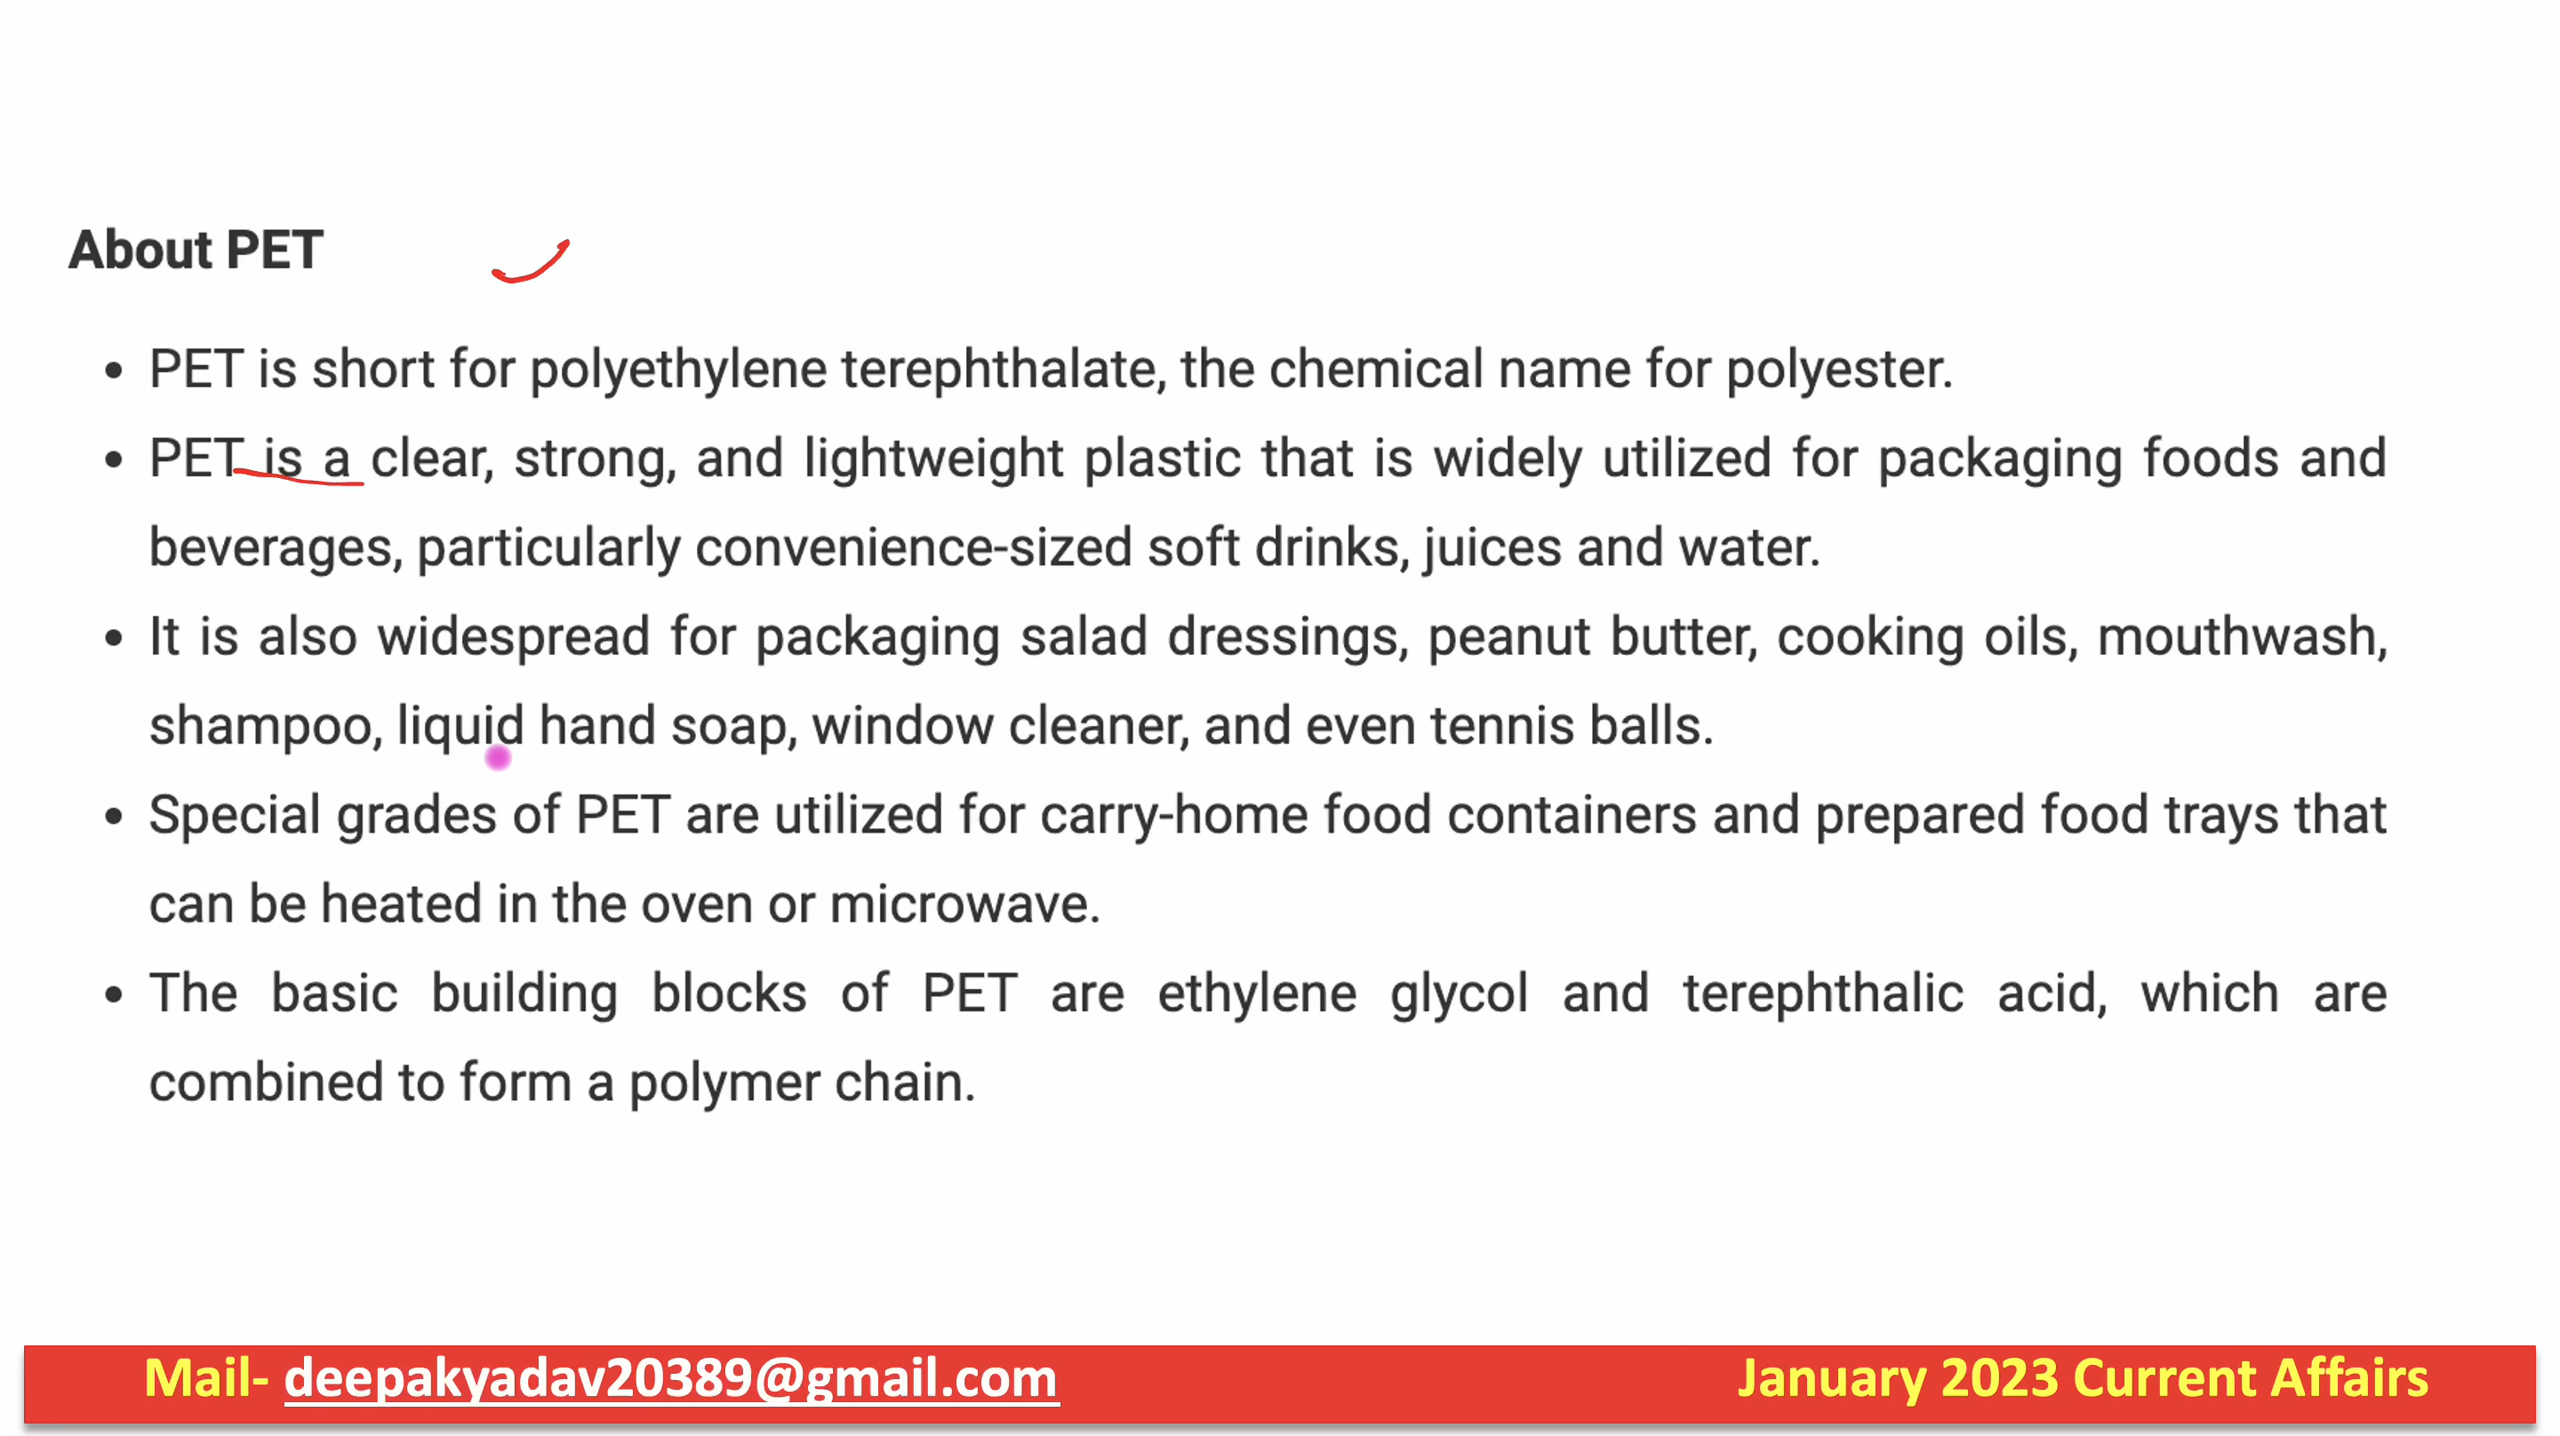 About PET
• PET is short for polyethylene terephthalate, the chemical name for polyester.
• PET is a clear, strong, and lightweight plastic that is widely utilized for packaging foods and
beverages, particularly convenience-sized soft drinks, juices and water.
• It is also widespread for packaging salad dressings, peanut butter, cooking oils, mouthwash,
shampoo, liquid hand soap, window cleaner, and even tennis balls.
• Special grades of PET are utilized for carry-home food containers and prepared food trays that
can be heated in the oven or microwave.
• The basic building blocks of PET are ethylene glycol and terephthalic acid, which are
combined to form a polymer chain.
Mail- deepakyadav20389@gmail.com
January 2023 Current Affairs